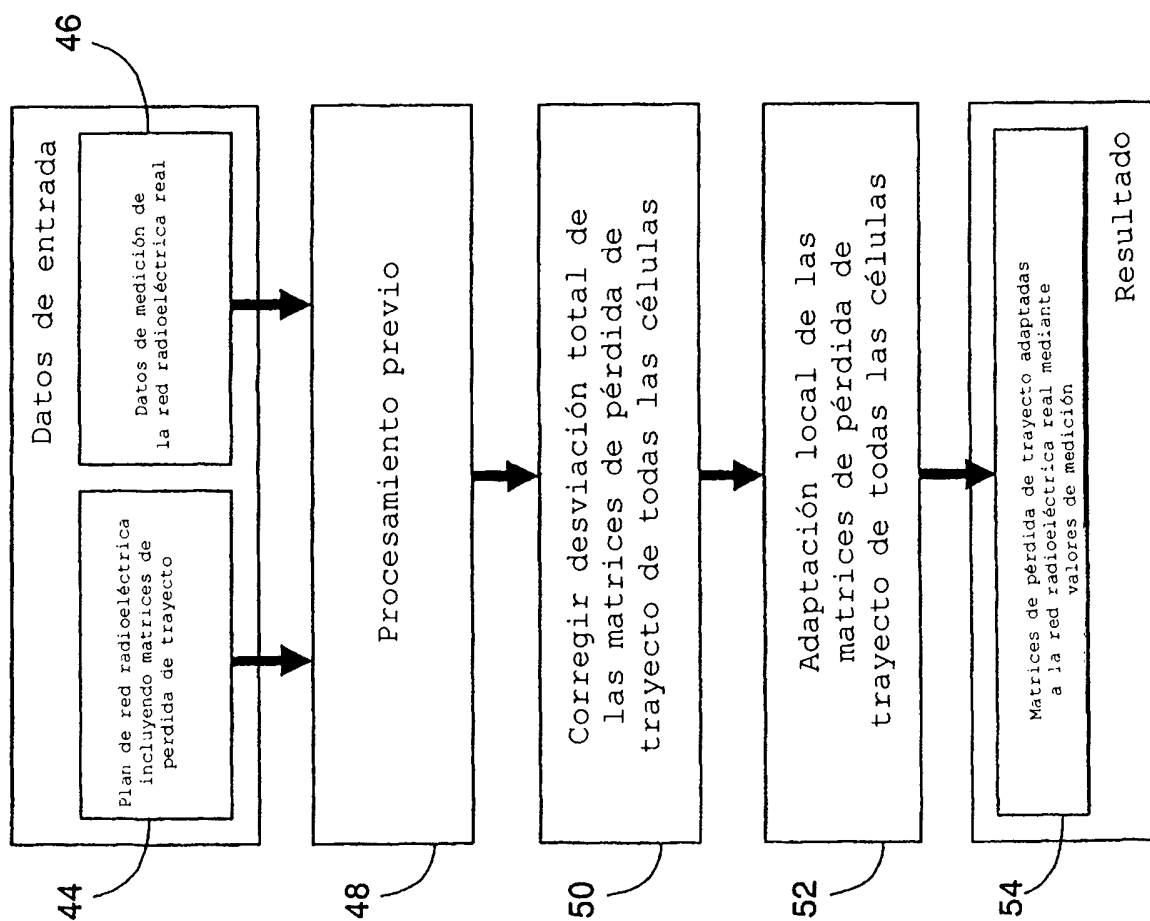 Datos de entrada
44
Plan de red radioeléctrica
incluyendo matrices de
perdida de trayecto
46
Datos de medición de
la red radioeléctrica real
48
Procesamiento previo
50
Corregir desviación total de
las matrices de pérdida de
trayecto de todas las células
52
Adaptación local de las
matrices de pérdida de
trayecto de todas las células
54
Matrices de pérdida de trayecto adaptadas
a la red radioeléctrica real mediante
valores de medición
Resultado